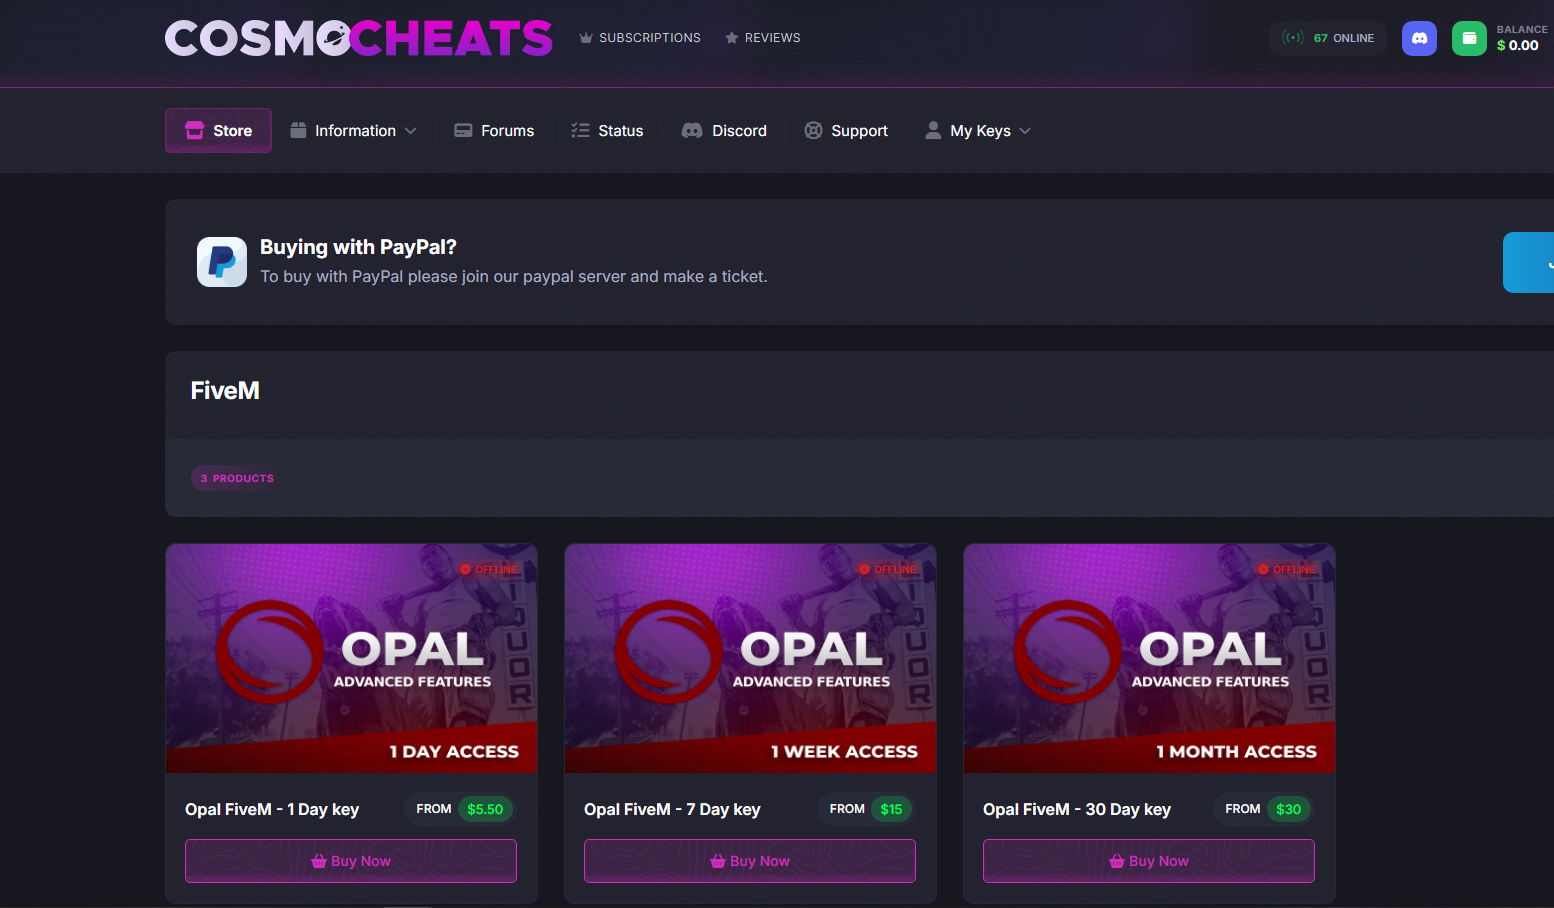 COSMOCHEATS
SUBSCRIPTIONS
REVIEWS
67 ONLINE
BALANCE
$ 0.00
Store
Information
Forums
Status
Discord
Support
My Keys
Buying with PayPal?
To buy with PayPal please join our paypal server and make a ticket.
FiveM
3 PRODUCTS
OFFLINE
OPAL
ADVANCED FEATURES
1 DAY ACCESS
Opal FiveM - 1 Day key
FROM $5.50
Buy Now
OFFLINE
OPAL
ADVANCED FEATURES
1 WEEK ACCESS
Opal FiveM - 7 Day key
FROM $15
Buy Now
OFFLINE
OPAL
ADVANCED FEATURES
1 MONTH ACCESS
Opal FiveM - 30 Day key
FROM $30
Buy Now